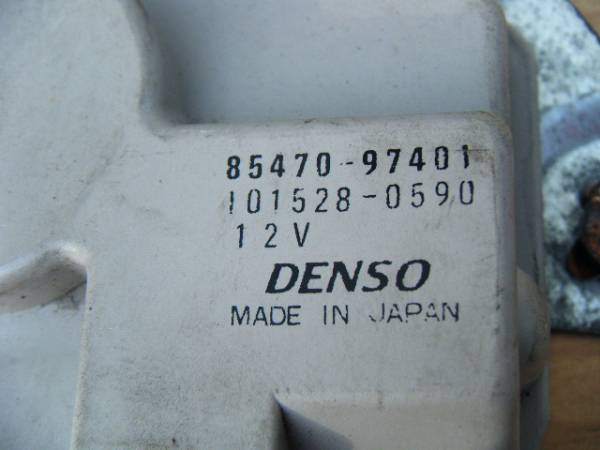 85470-97401
101528-0590
12V
DENSO
MADE IN JAPAN